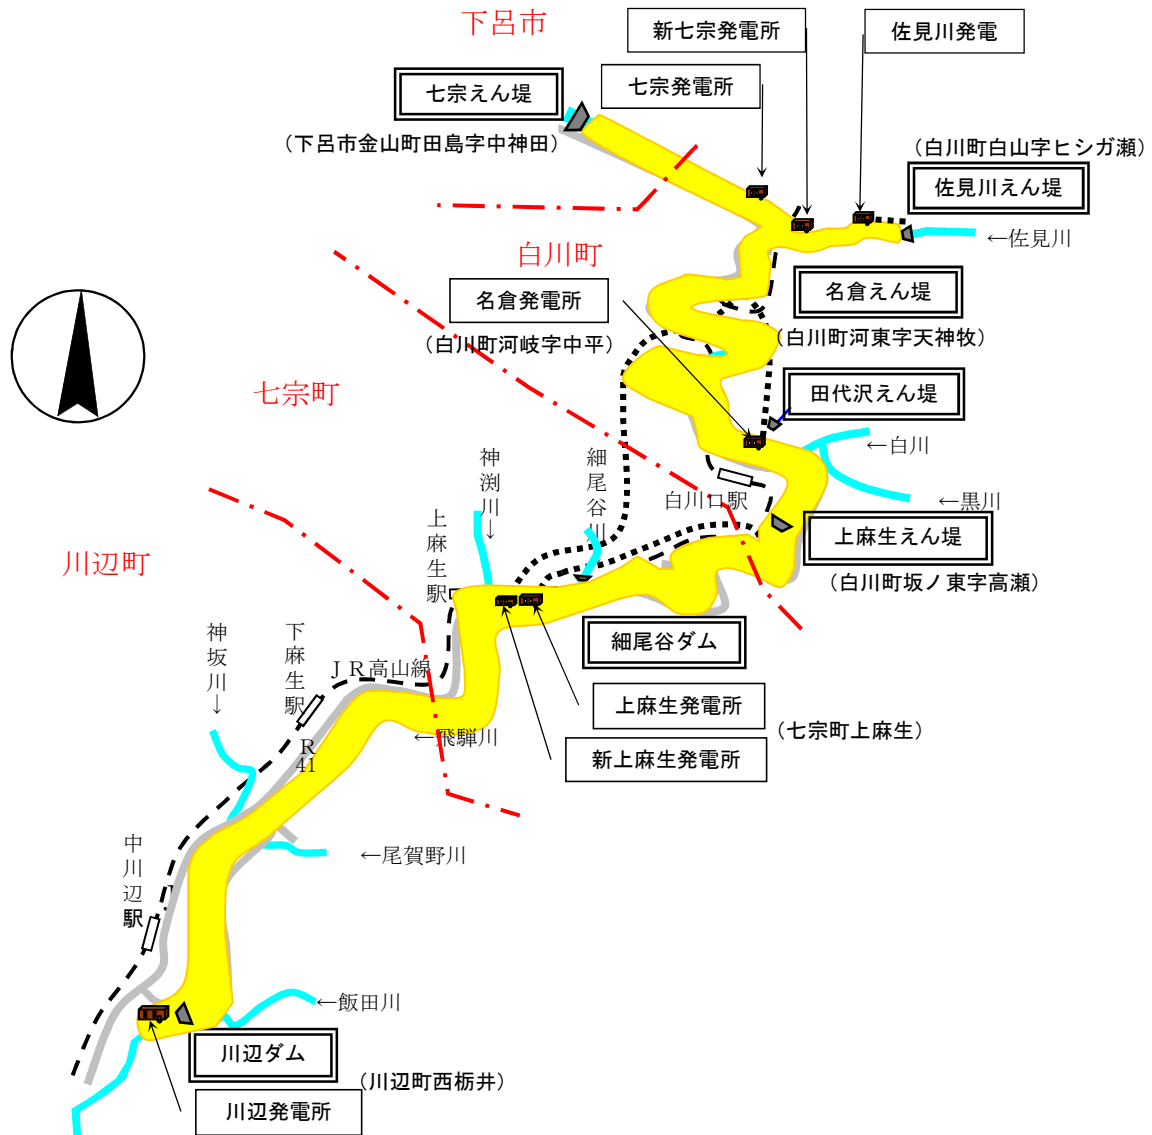 下呂市
新七宗発電所
佐見川発電
七宗えん堤
七宗発電所
(下呂市金山町田島字中神田)
(白川町白山字ヒシガ瀬)
佐見川えん堤
←佐見川
白川町
名倉発電所
名倉えん堤
(白川町河岐字中平)
(白川町河東字天神牧)
七宗町
田代沢えん堤
←白川
神渕川→
細尾谷川
白川口駅
←黒川
上麻生駅
上麻生えん堤
川辺町
(白川町坂ノ東字高瀬)
細尾谷ダム
神坂川→
下麻生駅
JR高山線
上麻生発電所
(七宗町上麻生)
←飛騨川
新上麻生発電所
R
41
中川辺駅
←尾賀野川
←飯田川
川辺ダム
(川辺町西栃井)
川辺発電所